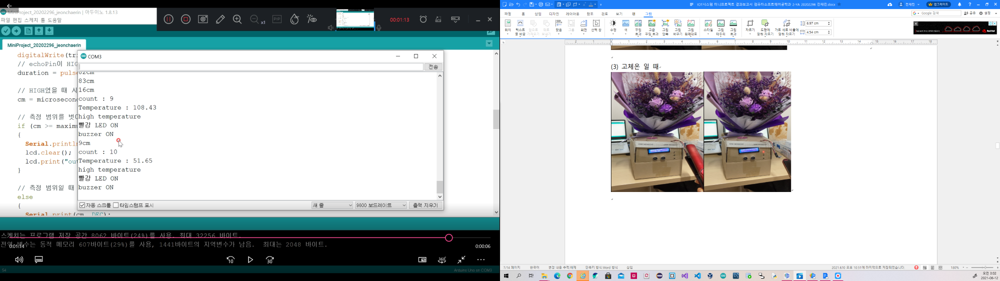 MiniProject_20202296_jeonchaerin | 아두이노 1.8.13
파일 편집 스케치 툴 도움말
x1
PIP
00:01:13
MiniProject_20202296_jeonchaerin
digitalWrite(tri
// echoPin이 HIG
duration = puls
// HIGH였을 때 시
cm = microsecon
// 측정 범위를 벗어
if (cm >= maxim
{
Serial.printl
lcd.clear();
lcd.print("ou
}
// 측정 범위일 때
else
{
Serial.print(cm, DEC);
COM3
전송
82cm
83cm
16cm
count : 9
Temperature : 108.43
high temperature
빨강 LED ON
buzzer ON
9cm
count : 10
Temperature : 51.65
high temperature
빨강 LED ON
buzzer ON
자동 스크롤
타임스탬프 표시
새 줄
9600 보드레이트
출력 지우기
스케치는 프로그램 저장 공간 8062 바이트(24%)를 사용. 최대 32256 바이트.
전역 변수는 동적 메모리 607바이트(29%)를 사용, 1441바이트의 지역변수가 남음.  최대는 2048 바이트.
0:01:14
0:00:06
10
30
360°
54
Arduino Uno on COM3
IOT시스템 미니프로젝트 결과보고서 컴퓨터소프트웨어공학과 2-YA 20202296 전채린.docx
전채린
업그레이드
파일
홈
삽입
디자인
레이아웃
참조
검토
보기
펜
그림
Google 검색
공유
설정
위치
텍스트 줄 바꿈
앞으로 가져오기
뒤로 보내기
맞춤
그룹
회전
선택 창
수정
색
꾸밈 효과
고급 꾸밈 효과
그림 압축
그림 바꾸기
그림 원래대로
스타일
그림 테두리
그림 효과
자르기
도형에 맞춰 자르기
가로 세로 비율에 맞춰 자르기
6.97 cm
4.54 cm
Red Hat
(3) 고체온 일 때
7/14 페이지
한국어
변경 내용 추적:해제
단축키 방식:Word 방식
삽입
2021.6.10 오후 10:51에 마지막으로 저장되었습니다.
180%
오전 3:02
2021-06-12